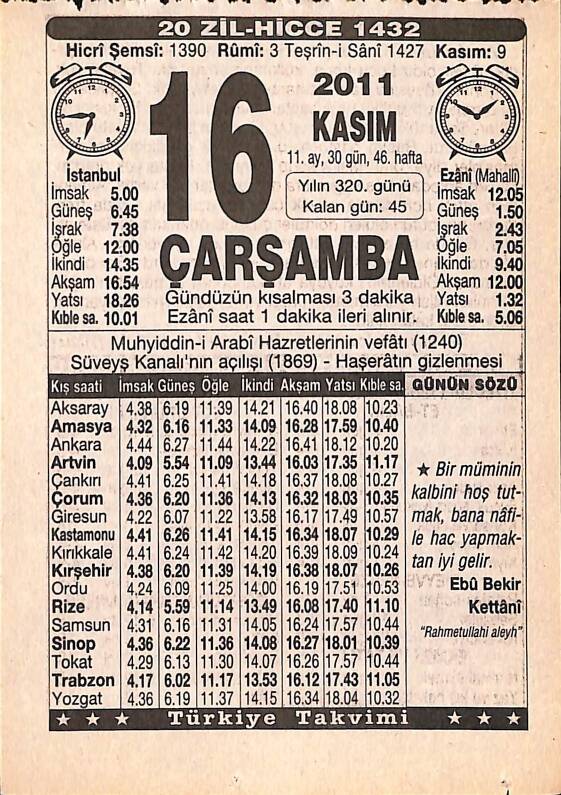 20 ZİL-HİCCE 1432
Hicrî Şemsî: 1390 Rûmî: 3 Teşrîn-i Sânî 1427 Kasım: 9
16
2011
KASIM
11. ay, 30 gün, 46. hafta
Yılın 320. günü
Kalan gün: 45
ÇARŞAMBA
Gündüzün kısalması 3 dakika
Ezânî saat 1 dakika ileri alınır.
İstanbul
İmsak 5.00
Güneş 6.45
İşrak 7.38
Öğle 12.00
İkindi 14.35
Akşam 16.54
Yatsı 18.26
Kıble sa. 10.01
Ezânî (Mahallî)
İmsak 12.05
Güneş 1.50
İşrak 2.43
Öğle 7.05
İkindi 9.40
Akşam 12.00
Yatsı 1.32
Kıble sa. 5.06
Muhyiddin-i Arabî Hazretlerinin vefâtı (1240)
Süveyş Kanalı'nın açılışı (1869) - Haşerâtın gizlenmesi
Kış saati İmsak Güneş Öğle İkindi Akşam Yatsı Kıble sa.
Aksaray 4.38 6.19 11.39 14.21 16.40 18.08 10.23
Amasya 4.32 6.16 11.33 14.09 16.28 17.59 10.40
Ankara 4.44 6.27 11.44 14.22 16.41 18.12 10.20
Artvin 4.09 5.54 11.09 13.44 16.03 17.35 11.17
Çankırı 4.41 6.25 11.41 14.18 16.37 18.08 10.27
Çorum 4.36 6.20 11.36 14.13 16.32 18.03 10.35
Giresun 4.22 6.07 11.22 13.58 16.17 17.49 10.57
Kastamonu 4.41 6.26 11.41 14.15 16.34 18.07 10.29
Kırıkkale 4.41 6.24 11.42 14.20 16.39 18.09 10.24
Kırşehir 4.38 6.20 11.39 14.19 16.38 18.07 10.26
Ordu 4.24 6.09 11.25 14.00 16.19 17.51 10.53
Rize 4.14 5.59 11.14 13.49 16.08 17.40 11.10
Samsun 4.31 6.16 11.31 14.05 16.24 17.57 10.44
Sinop 4.36 6.22 11.36 14.08 16.27 18.01 10.39
Tokat 4.29 6.13 11.30 14.07 16.26 17.57 10.44
Trabzon 4.17 6.02 11.17 13.53 16.12 17.43 11.05
Yozgat 4.36 6.19 11.37 14.15 16.34 18.04 10.32
GÜNÜN SÖZÜ
★ Bir müminin
kalbini hoş tut-
mak, bana nâfi-
le hac yapmak-
tan iyi gelir.
Ebû Bekir
Kettânî
"Rahmetullahi aleyh"
★ ★ ★ Türkiye Takvimi ★ ★ ★